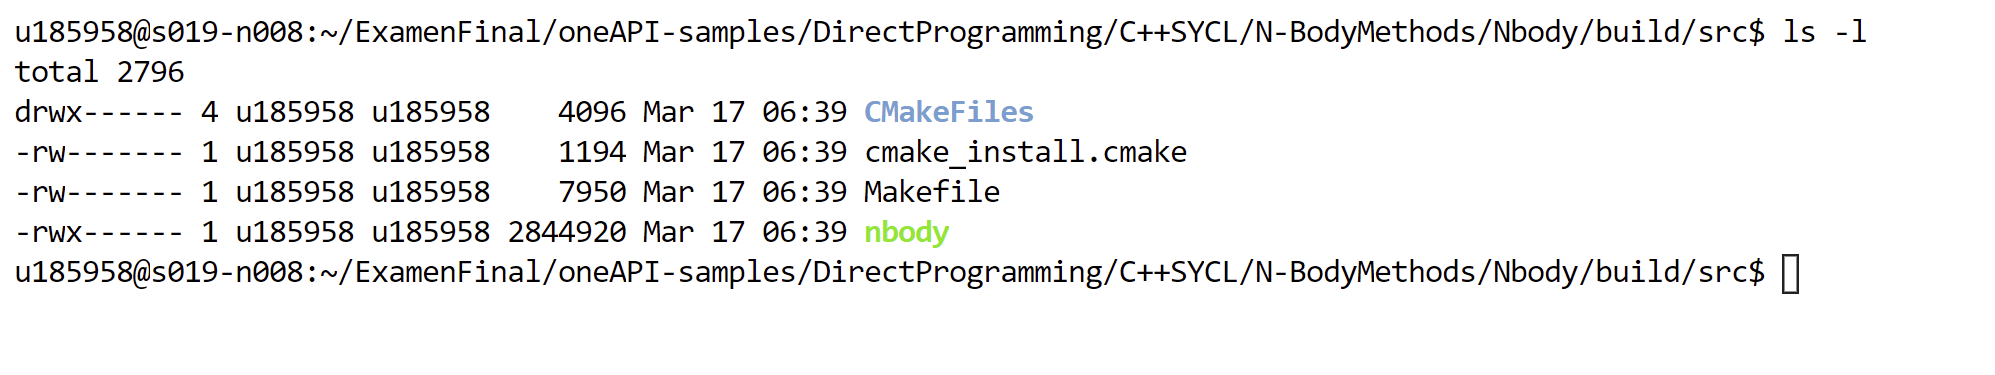 u185958@s019-n008:~/ExamenFinal/oneAPI-samples/DirectProgramming/C++SYCL/N-BodyMethods/Nbody/build/src$ ls -l
total 2796
drwx------ 4 u185958 u185958    4096 Mar 17 06:39 CMakeFiles
-rw------- 1 u185958 u185958    1194 Mar 17 06:39 cmake_install.cmake
-rw------- 1 u185958 u185958    7950 Mar 17 06:39 Makefile
-rwx------ 1 u185958 u185958 2844920 Mar 17 06:39 nbody
u185958@s019-n008:~/ExamenFinal/oneAPI-samples/DirectProgramming/C++SYCL/N-BodyMethods/Nbody/build/src$